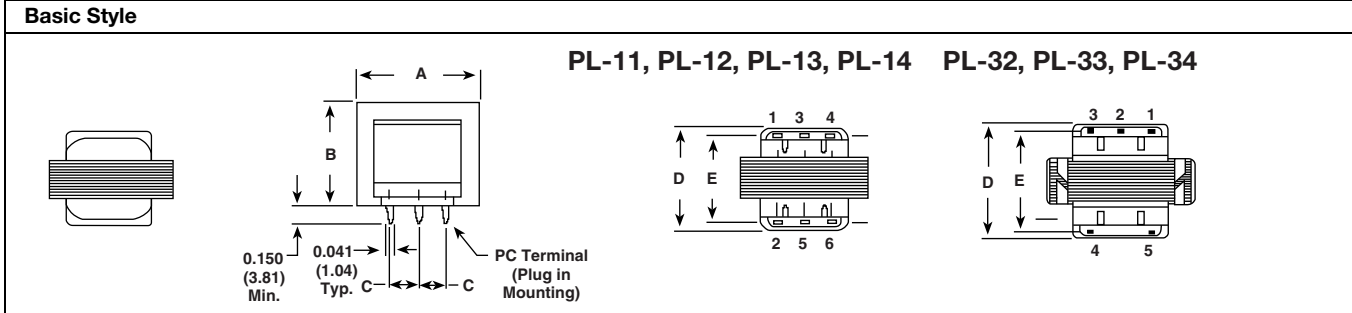 Basic Style
PL-11, PL-12, PL-13, PL-14 PL-32, PL-33, PL-34
A
B
0.150
(3.81)
Min.
0.041
(1.04)
Typ.
C
C
PC Terminal
(Plug in
Mounting)
1 3 4
D
E
2 5 6
3 2 1
D
E
4 5